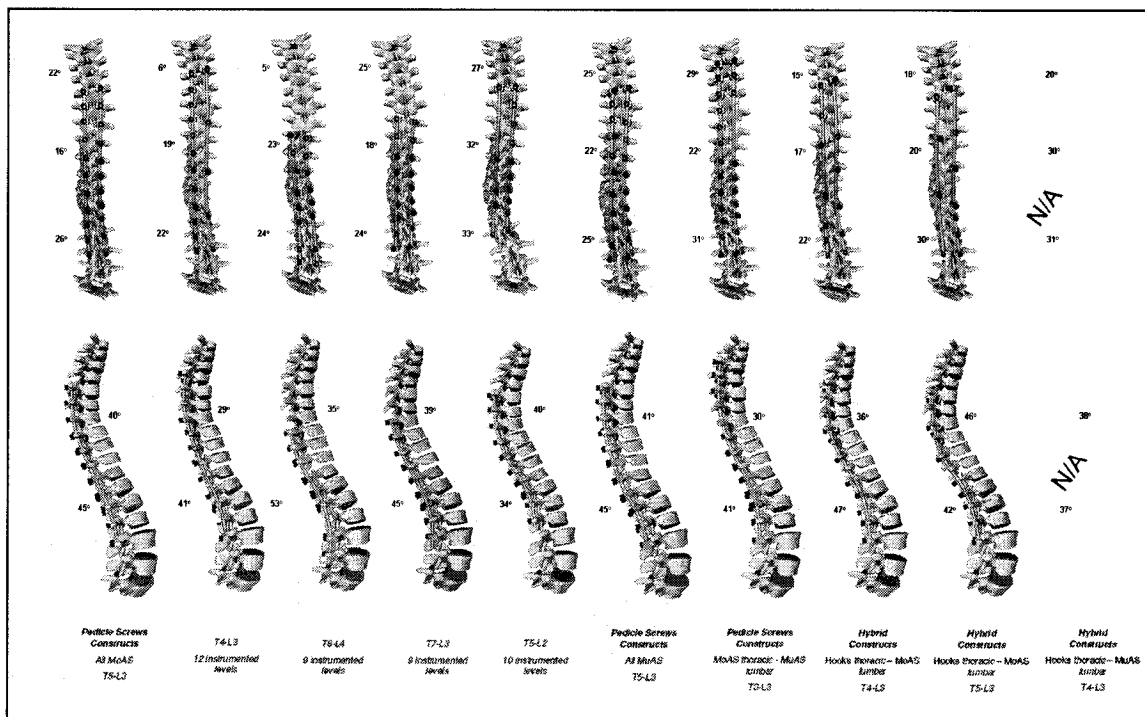 22° 6° 5° 25° 27° 25° 29° 15° 18° 20°
16° 19° 23° 18° 32° 22° 22° 17° 20° 30°
N/A
26° 22° 24° 24° 33° 25° 31° 22° 30° 31°
40° 29° 35° 39° 40° 41° 30° 36° 46° 38°
N/A
45° 41° 53° 45° 34° 45° 41° 47° 42° 37°
Pedicle Screws
Constructs
All MoAS
T5-L3
T4-L3
12 instrumented
levels
T8-L4
9 instrumented
levels
T7-L3
9 instrumented
levels
T5-L2
10 instrumented
levels
Pedicle Screws
Constructs
All MuAS
T5-L3
Pedicle Screws
Constructs
MoAS thoracic - MuAS
lumbar
T3-L3
Hybrid
Constructs
Hooks thoracic – MoAS
lumbar
T4-L3
Hybrid
Constructs
Hooks thoracic – MoAS
lumbar
T5-L3
Hybrid
Constructs
Hooks thoracic – MuAS
lumbar
T4-L3